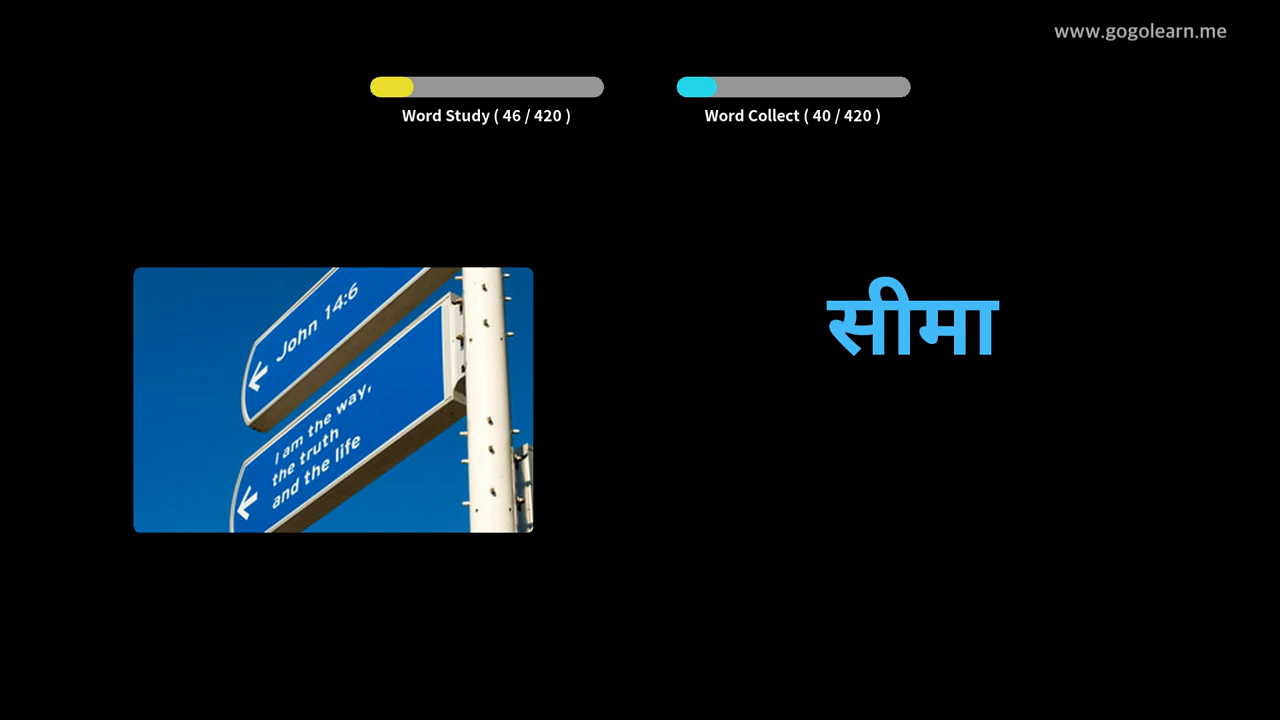 www.gogolearn.me
Word Study ( 46 / 420 )
Word Collect ( 40 / 420 )
John 14:6
I am the way,
the truth
and the life
सीमा